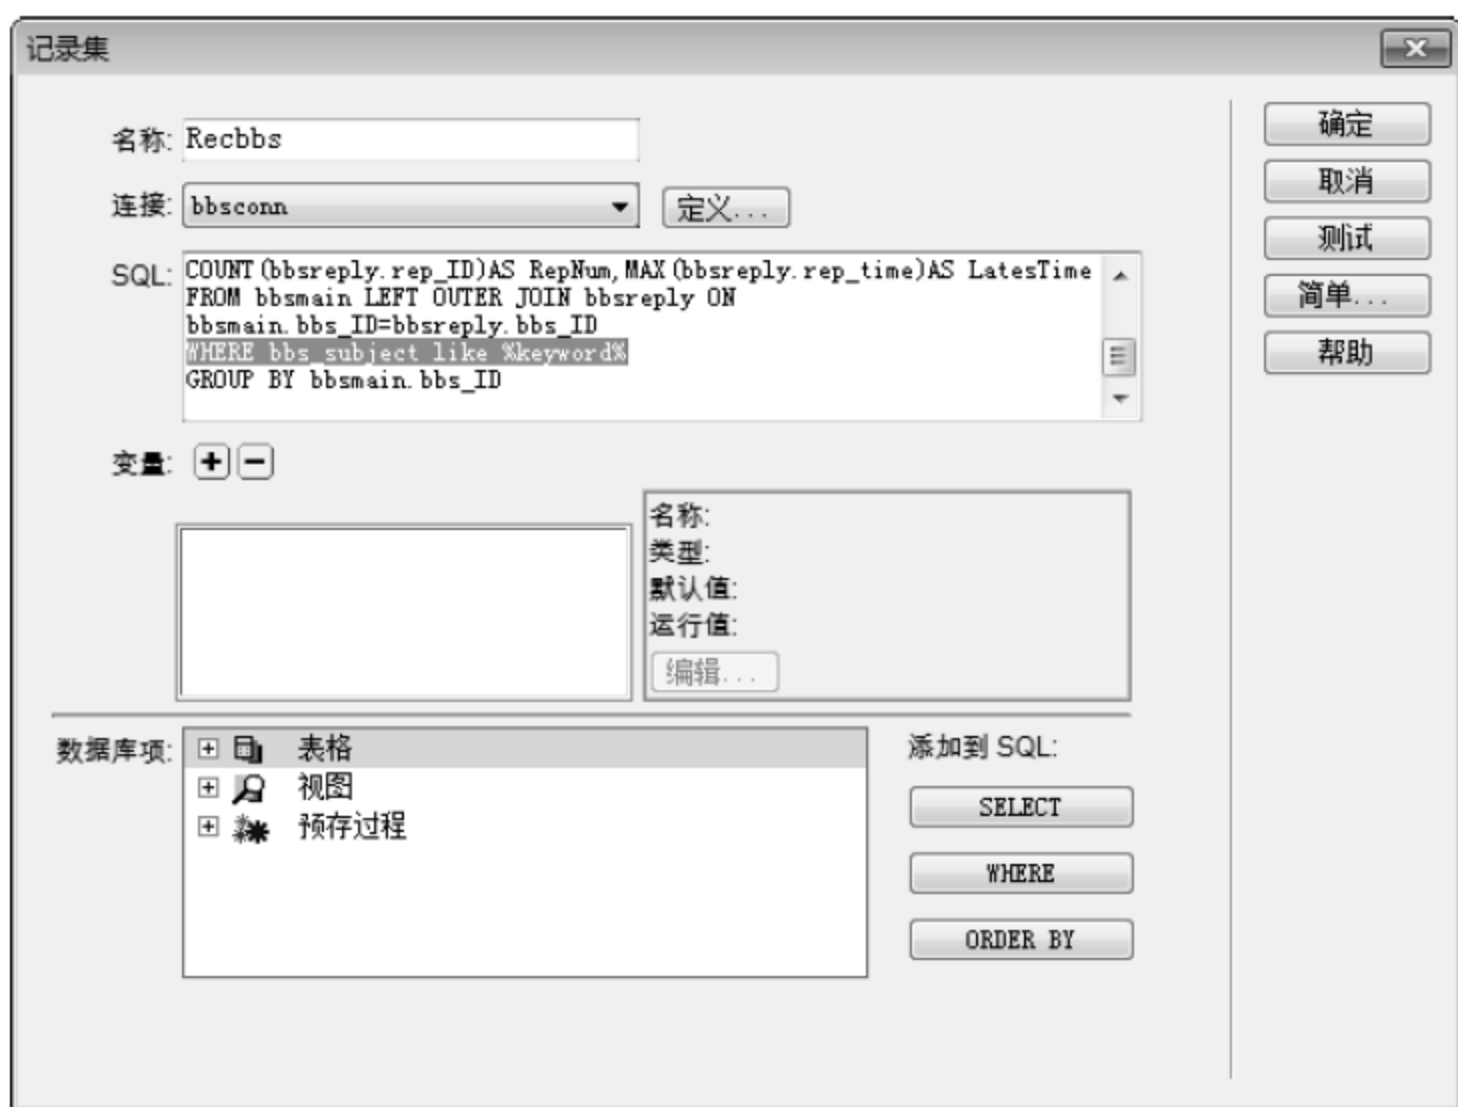 记录集
名称: Recbbs
连接: bbsconn 定义...
SQL: COUNT(bbsreply.rep_ID)AS RepNum,MAX(bbsreply.rep_time)AS LatesTime
FROM bbsmain LEFT OUTER JOIN bbsreply ON
bbsmain.bbs_ID=bbsreply.bbs_ID
WHERE bbs_subject like %keyword%
GROUP BY bbsmain.bbs_ID
变量:
名称:
类型:
默认值:
运行值:
编辑...
数据库项: 表格
视图
预存过程
添加到 SQL:
SELECT
WHERE
ORDER BY
确定
取消
测试
简单...
帮助